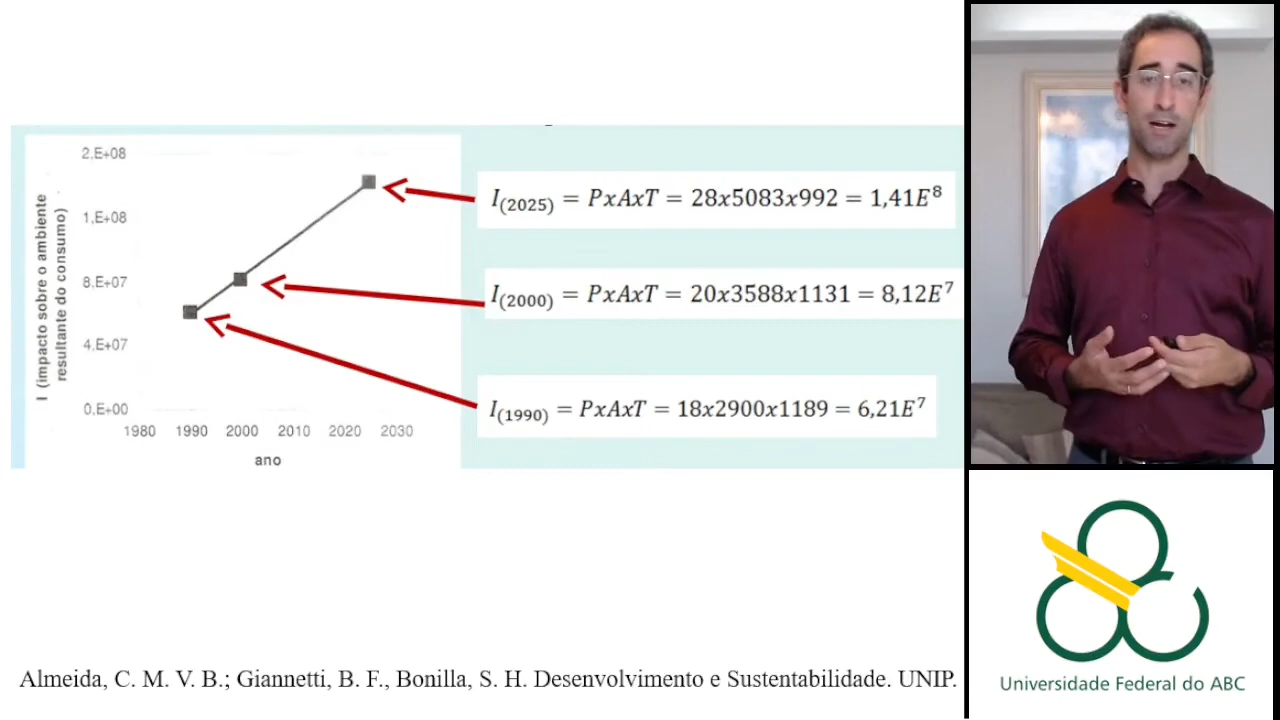 2,E+08
1,E+08
8,E+07
4,E+07
0,E+00
I (impacto sobre o ambiente
resultante do consumo)
1980 1990 2000 2010 2020 2030
ano
I(2025) = PxAxT = 28x5083x992 = 1,41E⁸
I(2000) = PxAxT = 20x3588x1131 = 8,12E⁷
I(1990) = PxAxT = 18x2900x1189 = 6,21E⁷
Almeida, C. M. V. B.; Giannetti, B. F., Bonilla, S. H. Desenvolvimento e Sustentabilidade. UNIP.
Universidade Federal do ABC